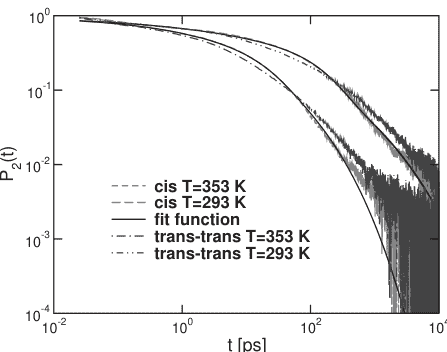 10^0
10^-1
10^-2
10^-3
10^-4
P_2(t)
cis T=353 K
cis T=293 K
fit function
trans-trans T=353 K
trans-trans T=293 K
10^-2 10^0 10^2 10^4
t [ps]